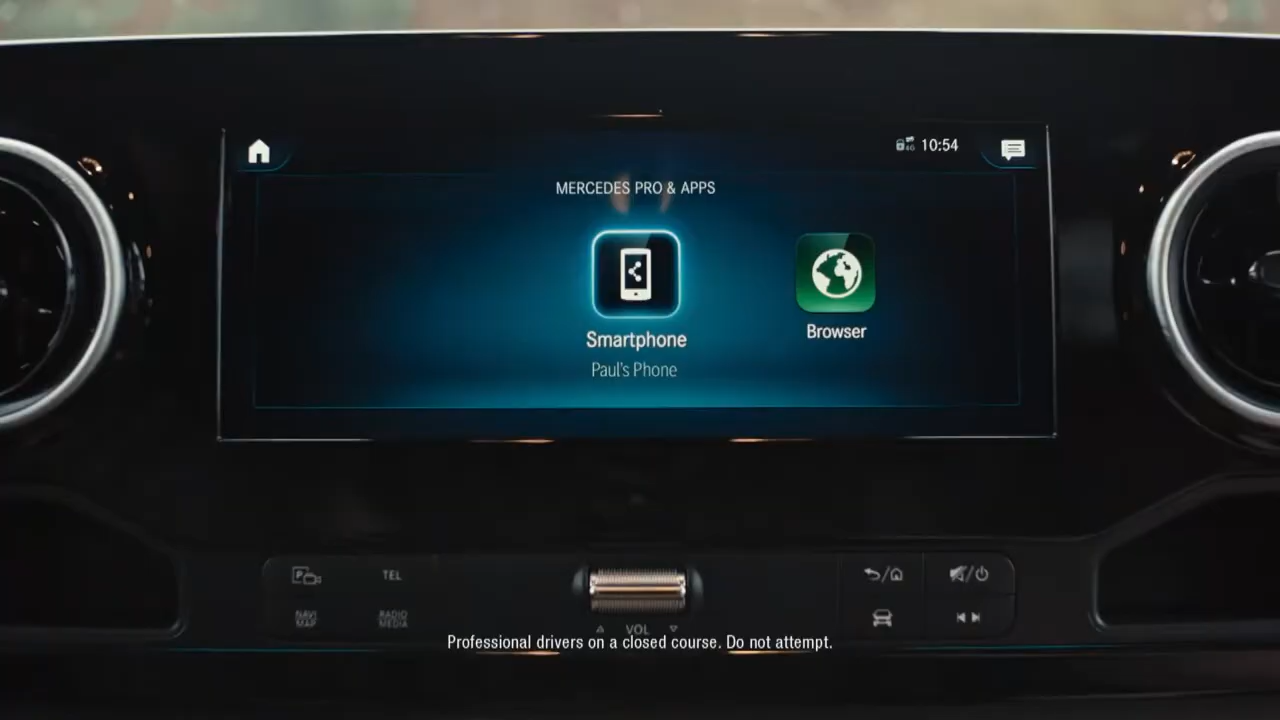 4G 10:54
MERCEDES PRO & APPS
Smartphone
Browser
Paul's Phone
P TEL
NAVI
MAP
RADIO
MEDIA
VOL
Professional drivers on a closed course. Do not attempt.